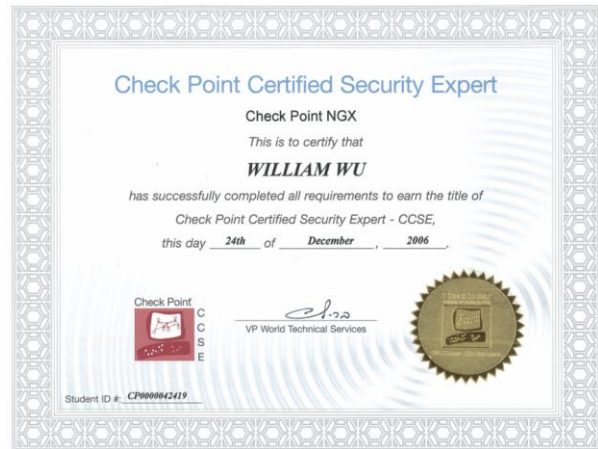 Check Point Certified Security Expert
Check Point NGX
This is to certify that
WILLIAM WU
has successfully completed all requirements to earn the title of
Check Point Certified Security Expert - CCSE,
this day 24th of December , 2006 .
Check Point
C
C
S
E
VP World Technical Services
Student ID #: CP0000042419